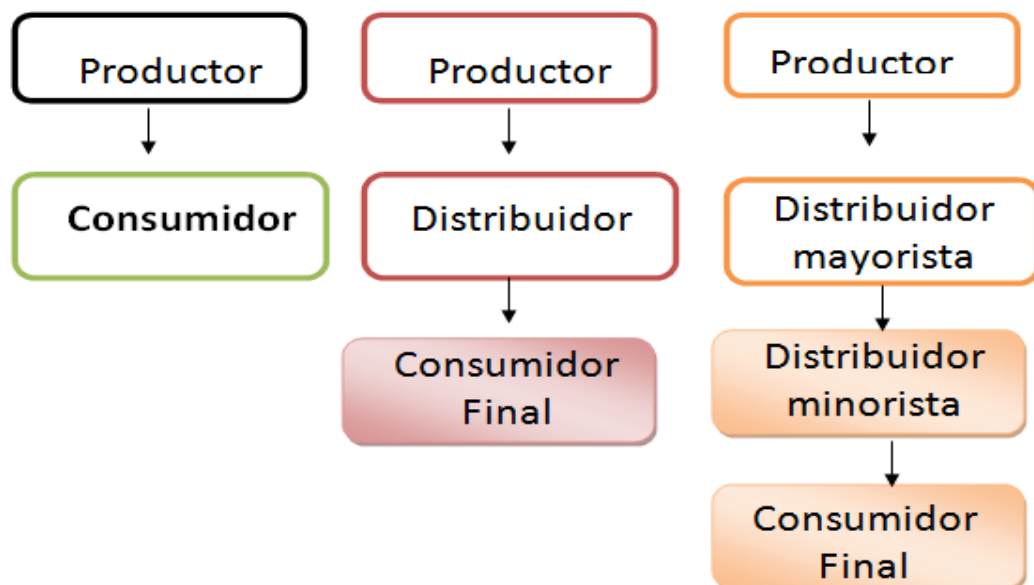 Productor
Consumidor
Productor
Distribuidor
Consumidor
Final
Productor
Distribuidor
mayorista
Distribuidor
minorista
Consumidor
Final